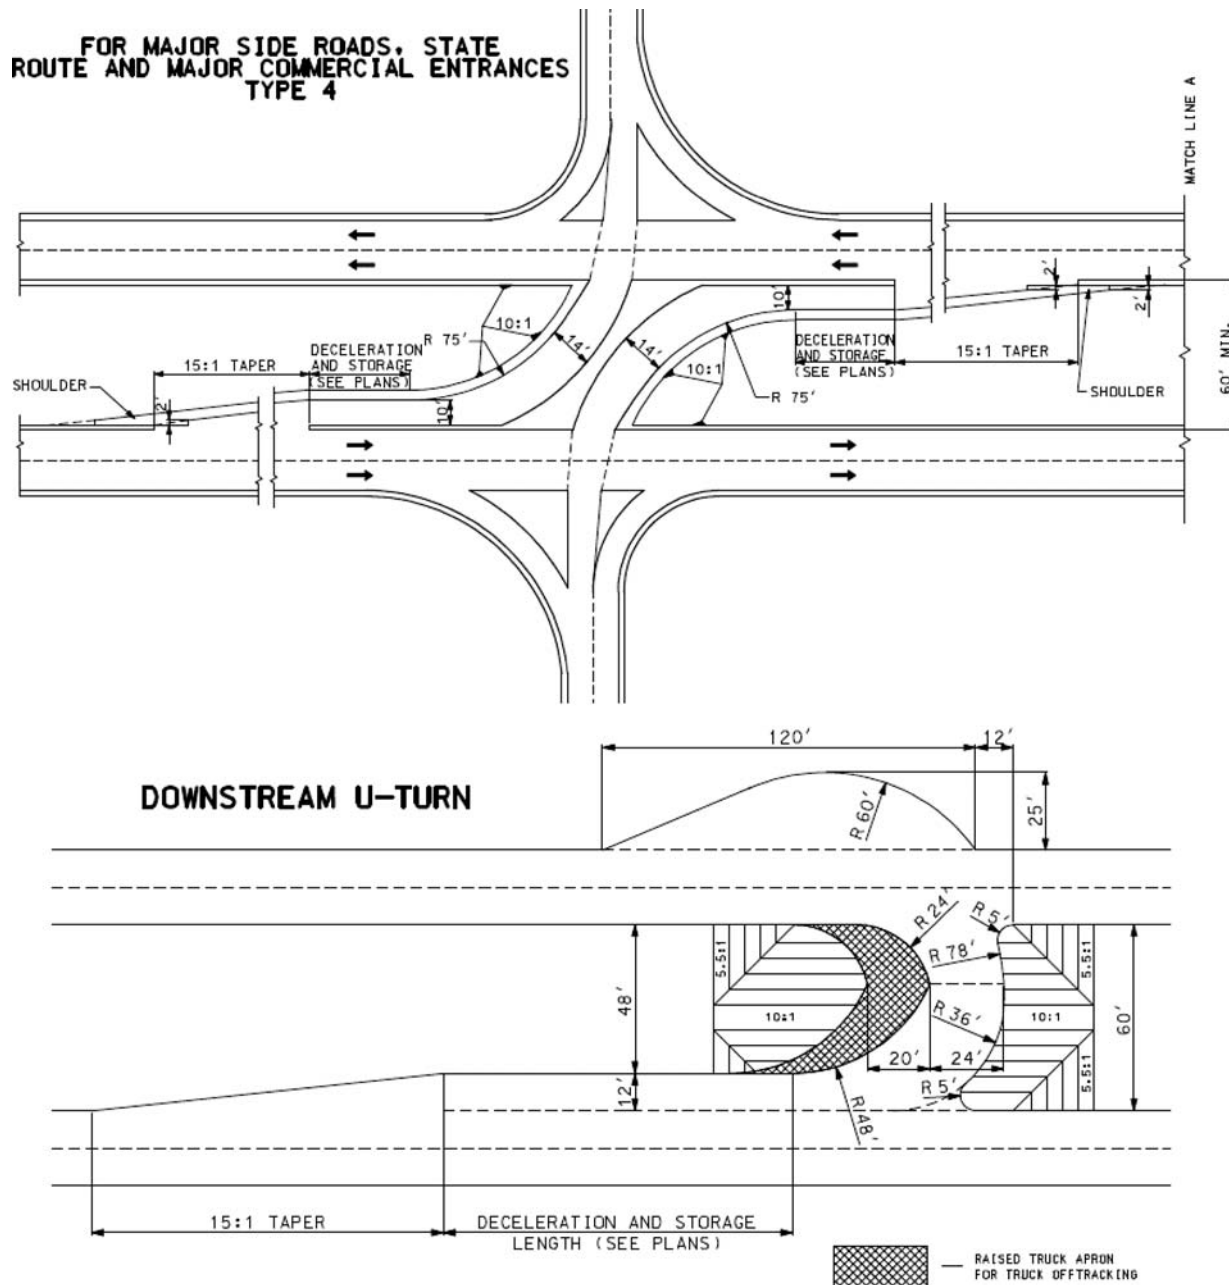 FOR MAJOR SIDE ROADS, STATE
ROUTE AND MAJOR COMMERCIAL ENTRANCES
TYPE 4
MATCH LINE A
2'
2'
10'
10:1
R 75'
14'
14'
DECELERATION
AND STORAGE
(SEE PLANS)
15:1 TAPER
SHOULDER
2'
10'
10:1
R 75'
DECELERATION
AND STORAGE
(SEE PLANS)
15:1 TAPER
SHOULDER
60' MIN.
DOWNSTREAM U-TURN
120'
12'
25'
R 60'
R 24'
R 5'
R 78'
5.5:1
5.5:1
48'
10:1
R 36'
10:1
60'
20'
24'
R 5'
5.5:1
12'
R 48'
15:1 TAPER
DECELERATION AND STORAGE
LENGTH (SEE PLANS)
RAISED TRUCK APRON
FOR TRUCK OFFTRACKING